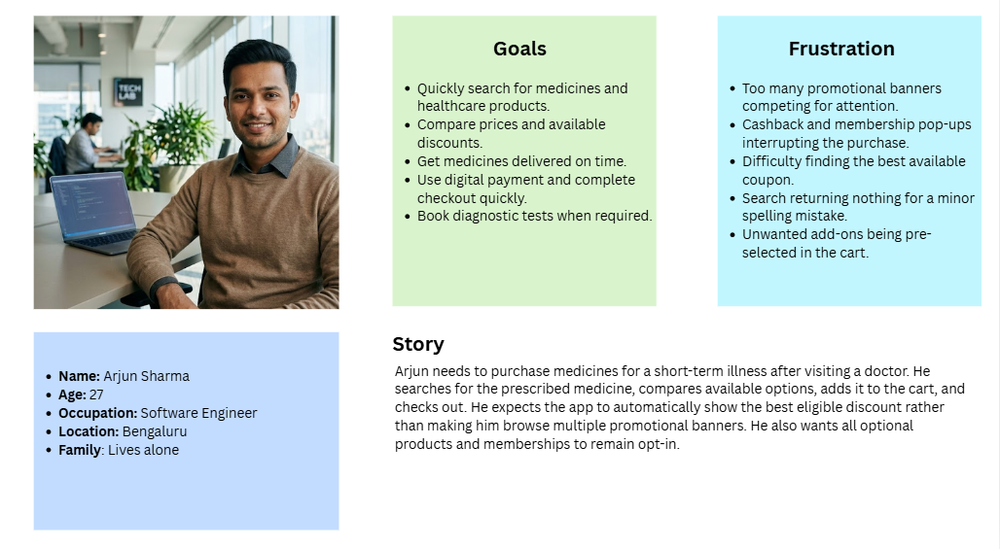 TECH
LAB
Goals
• Quickly search for medicines and
healthcare products.
• Compare prices and available
discounts.
• Get medicines delivered on time.
• Use digital payment and complete
checkout quickly.
• Book diagnostic tests when required.
Frustration
• Too many promotional banners
competing for attention.
• Cashback and membership pop-ups
interrupting the purchase.
• Difficulty finding the best available
coupon.
• Search returning nothing for a minor
spelling mistake.
• Unwanted add-ons being pre-
selected in the cart.
• Name: Arjun Sharma
• Age: 27
• Occupation: Software Engineer
• Location: Bengaluru
• Family: Lives alone
Story
Arjun needs to purchase medicines for a short-term illness after visiting a doctor. He
searches for the prescribed medicine, compares available options, adds it to the cart, and
checks out. He expects the app to automatically show the best eligible discount rather
than making him browse multiple promotional banners. He also wants all optional
products and memberships to remain opt-in.